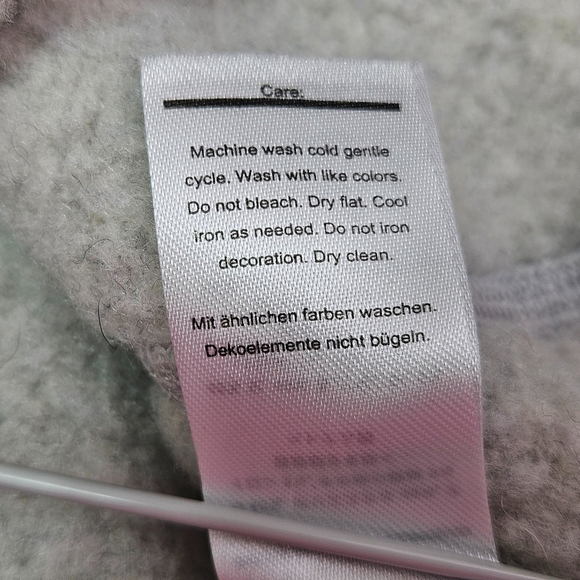 Care:
Machine wash cold gentle
cycle. Wash with like colors.
Do not bleach. Dry flat. Cool
iron as needed. Do not iron
decoration. Dry clean.
Mit ähnlichen farben waschen.
Dekoelemente nicht bügeln.